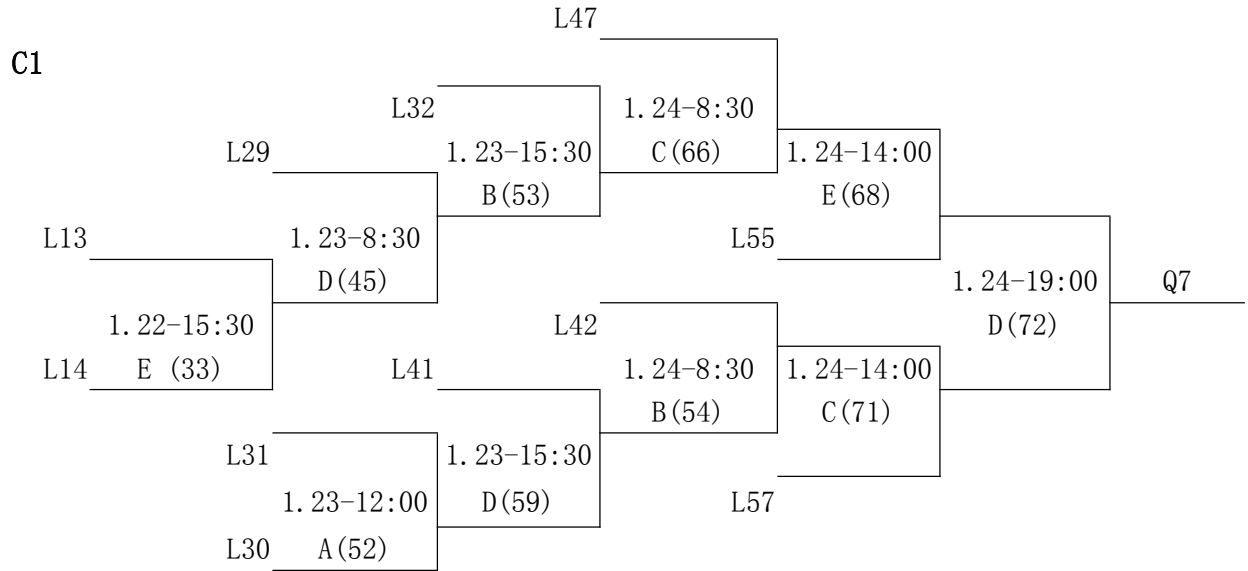 L47
C1
L32
1.24-8:30
L29
1.23-15:30
C(66)
1.24-14:00
B(53)
E(68)
L13
1.23-8:30
L55
D(45)
1.24-19:00
Q7
1.22-15:30
L42
D(72)
L14
E (33)
L41
1.24-8:30
1.24-14:00
B(54)
C(71)
L31
1.23-15:30
1.23-12:00
D(59)
L57
L30
A(52)